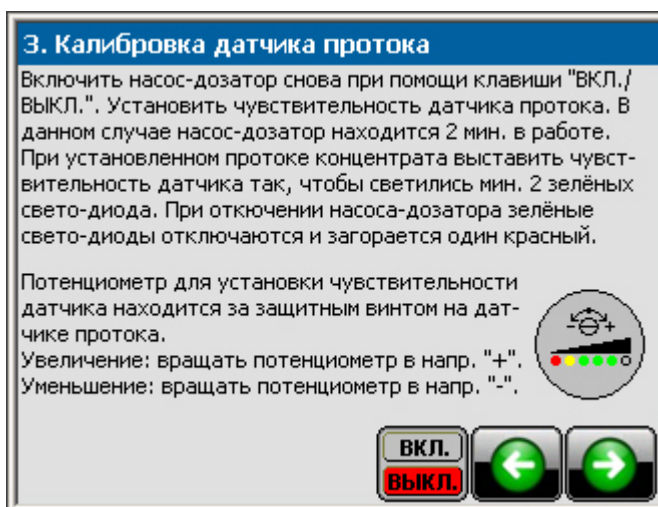 3. Калибровка датчика протока
Включить насос-дозатор снова при помощи клавиши "ВКЛ./
ВЫКЛ.". Установить чувствительность датчика протока. В
данном случае насос-дозатор находится 2 мин. в работе.
При установленном протоке концентрата выставить чувст-
вительность датчика так, чтобы светились мин. 2 зелёных
свето-диода. При откючении насоса-дозатора зелёные
свето-диоды отключаются и загорается один красный.
Потенциометр для установки чувствительности
датчика находится за защитным винтом на дат-
чике протока.
Увеличение: вращать потенциометр в напр. "+".
Уменьшение: вращать потенциометр в напр. "-".
- +
ВКЛ.
ВЫКЛ.